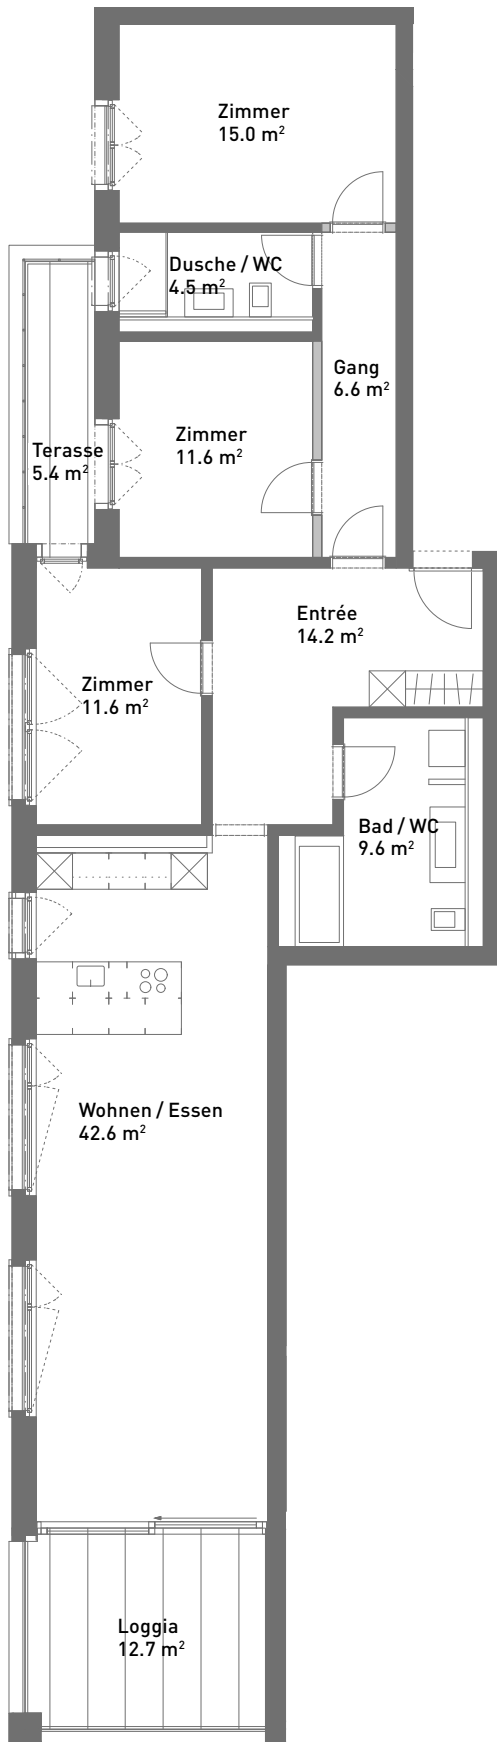 Zimmer
15.0 m²
Dusche / WC
4.5 m²
Gang
6.6 m²
Zimmer
11.6 m²
Terasse
5.4 m²
Entrée
14.2 m²
Zimmer
11.6 m²
Bad / WC
9.6 m²
Wohnen / Essen
42.6 m²
Loggia
12.7 m²